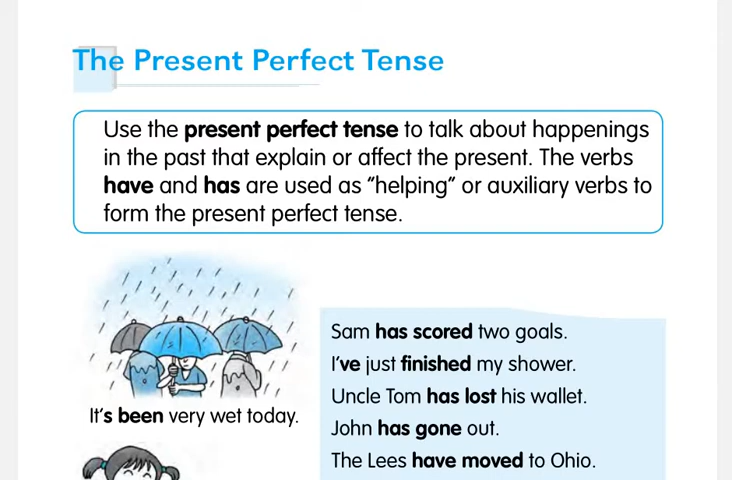 The Present Perfect Tense
Use the present perfect tense to talk about happenings
in the past that explain or affect the present. The verbs
have and has are used as "helping" or auxiliary verbs to
form the present perfect tense.
It's been very wet today.
Sam has scored two goals.
I've just finished my shower.
Uncle Tom has lost his wallet.
John has gone out.
The Lees have moved to Ohio.